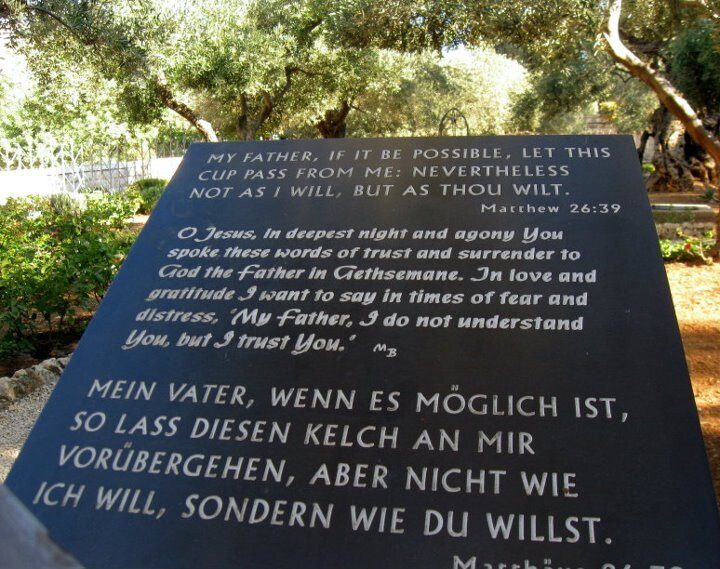 MY FATHER, IF IT BE POSSIBLE, LET THIS
CUP PASS FROM ME: NEVERTHELESS
NOT AS I WILL, BUT AS THOU WILT.
Matthew 26:39
O Jesus, in deepest night and agony You
spoke these words of trust and surrender to
God the Father in Gethsemane. In love and
gratitude I want to say in times of fear and
distress, "My Father, I do not understand
You, but I trust You."
MB
MEIN VATER, WENN ES MÖGLICH IST,
SO LASS DIESEN KELCH AN MIR
VORÜBERGEHEN, ABER NICHT WIE
ICH WILL, SONDERN WIE DU WILLST.
Matthäus 26:39